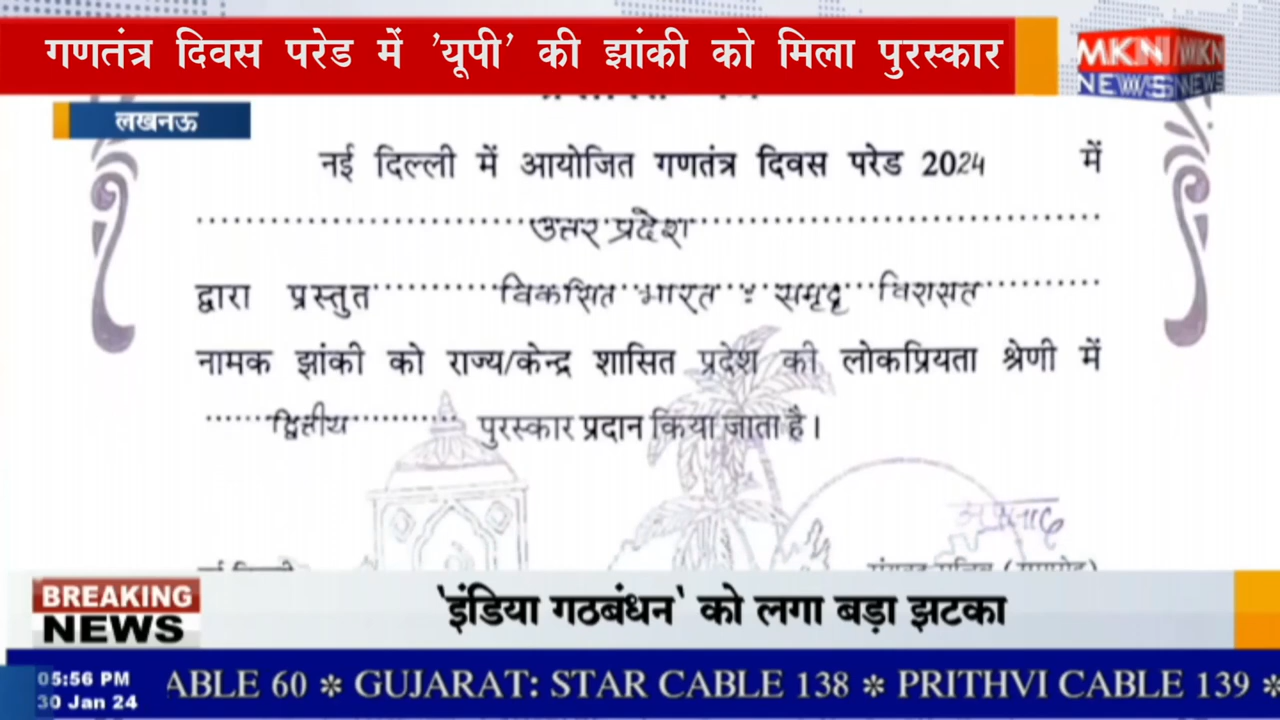 गणतंत्र दिवस परेड में 'यूपी' की झांकी को मिला पुरस्कार
MKN NEWS
लखनऊ
नई दिल्ली में आयोजित गणतंत्र दिवस परेड 2024 में
उत्तर प्रदेश
द्वारा प्रस्तुत विकसित भारत : समृद्ध विरासत
नामक झांकी को राज्य/केन्द्र शासित प्रदेश की लोकप्रियता श्रेणी में
द्वितीय पुरस्कार प्रदान किया जाता है।
BREAKING NEWS
'इंडिया गठबंधन' को लगा बड़ा झटका
05:56 PM
30 Jan 24
ABLE 60 * GUJARAT: STAR CABLE 138 * PRITHVI CABLE 139 *